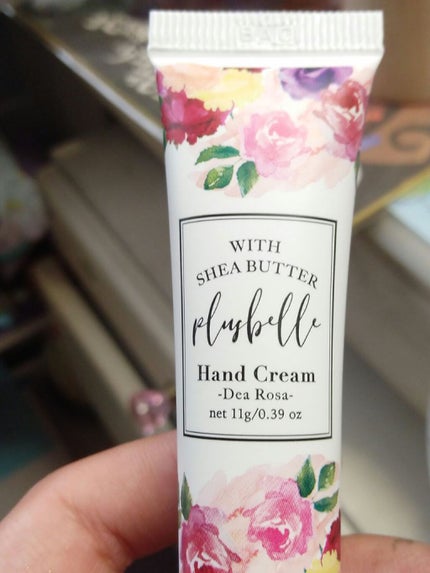 WITH
SHEA BUTTER
plusbelle
Hand Cream
-Dea Rosa-
net 11g/0.39 oz